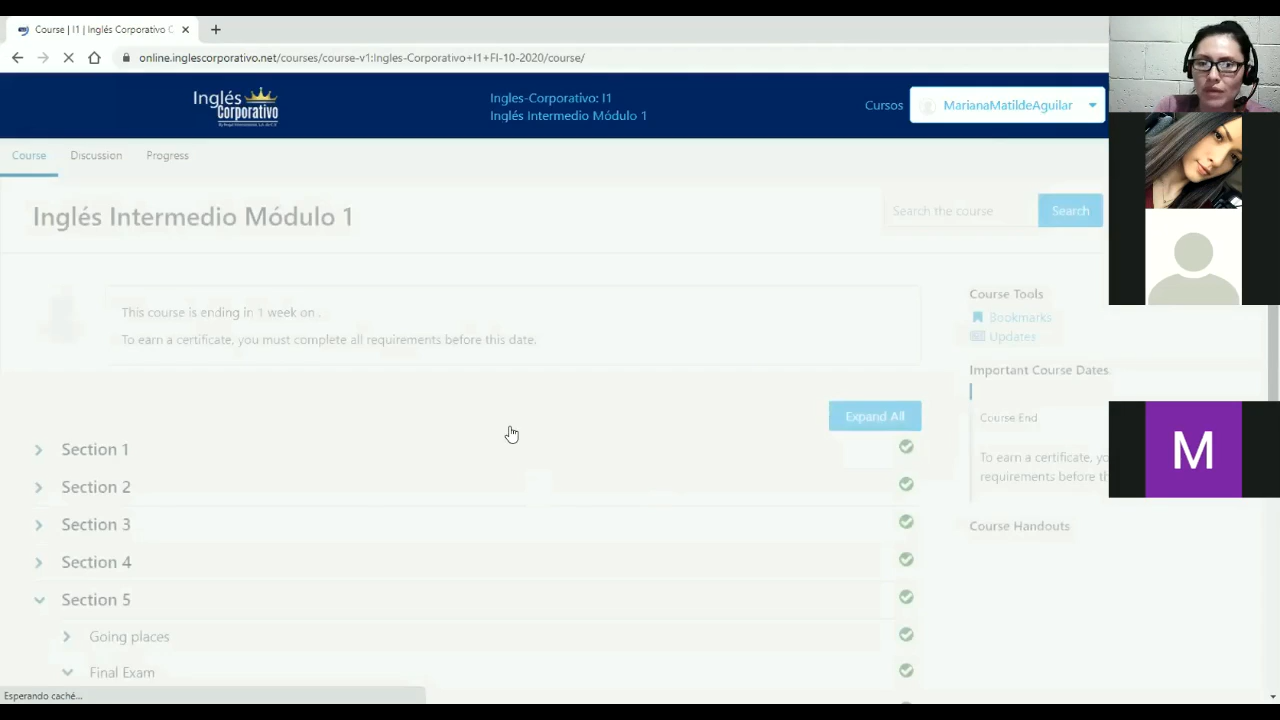 Course | I1 | Inglés Corporativo C
online.inglescorporativo.net/courses/course-v1:Ingles-Corporativo+I1+FI-10-2020/course/
Inglés
Corporativo
Ingles-Corporativo: I1
Inglés Intermedio Módulo 1
Cursos
MarianaMatildeAguilar
Course
Discussion
Progress
Inglés Intermedio Módulo 1
Search the course
Search
This course is ending in 1 week on .
To earn a certificate, you must complete all requirements before this date.
Course Tools
Bookmarks
Updates
Important Course Dates
Course End
To earn a certificate, yo
requirements before th
Course Handouts
Expand All
Section 1
Section 2
Section 3
Section 4
Section 5
Going places
Final Exam
Esperando caché...
M